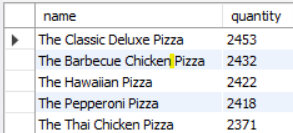 name quantity
The Classic Deluxe Pizza 2453
The Barbecue Chicken Pizza 2432
The Hawaiian Pizza 2422
The Pepperoni Pizza 2418
The Thai Chicken Pizza 2371